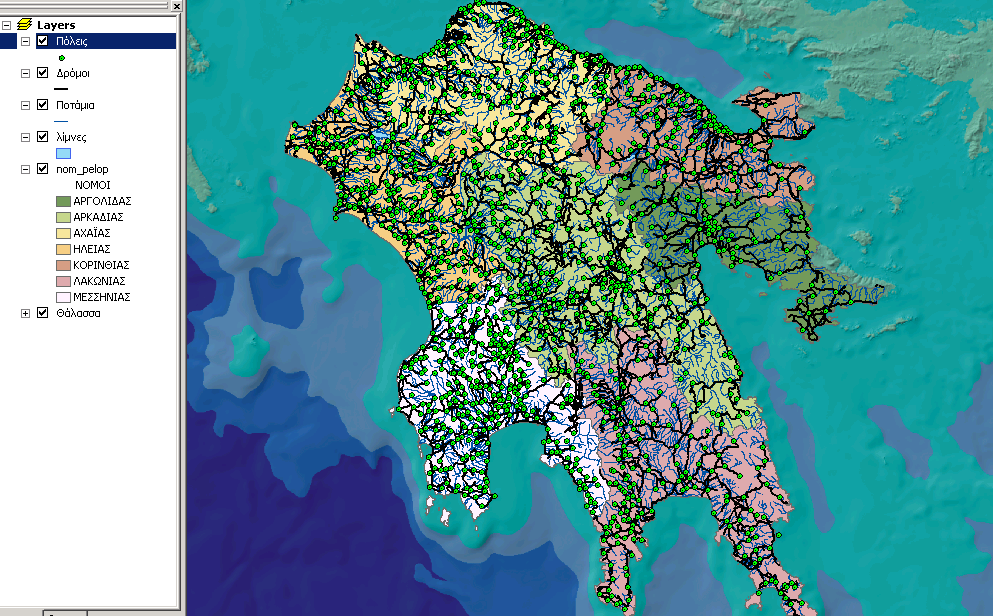 Layers
Πόλεις
Δρόμοι
Ποτάμια
λίμνες
nom_pelop
ΝΟΜΟΙ
ΑΡΓΟΛΙΔΑΣ
ΑΡΚΑΔΙΑΣ
ΑΧΑΪΑΣ
ΗΛΕΙΑΣ
ΚΟΡΙΝΘΙΑΣ
ΛΑΚΩΝΙΑΣ
ΜΕΣΣΗΝΙΑΣ
Θάλασσα